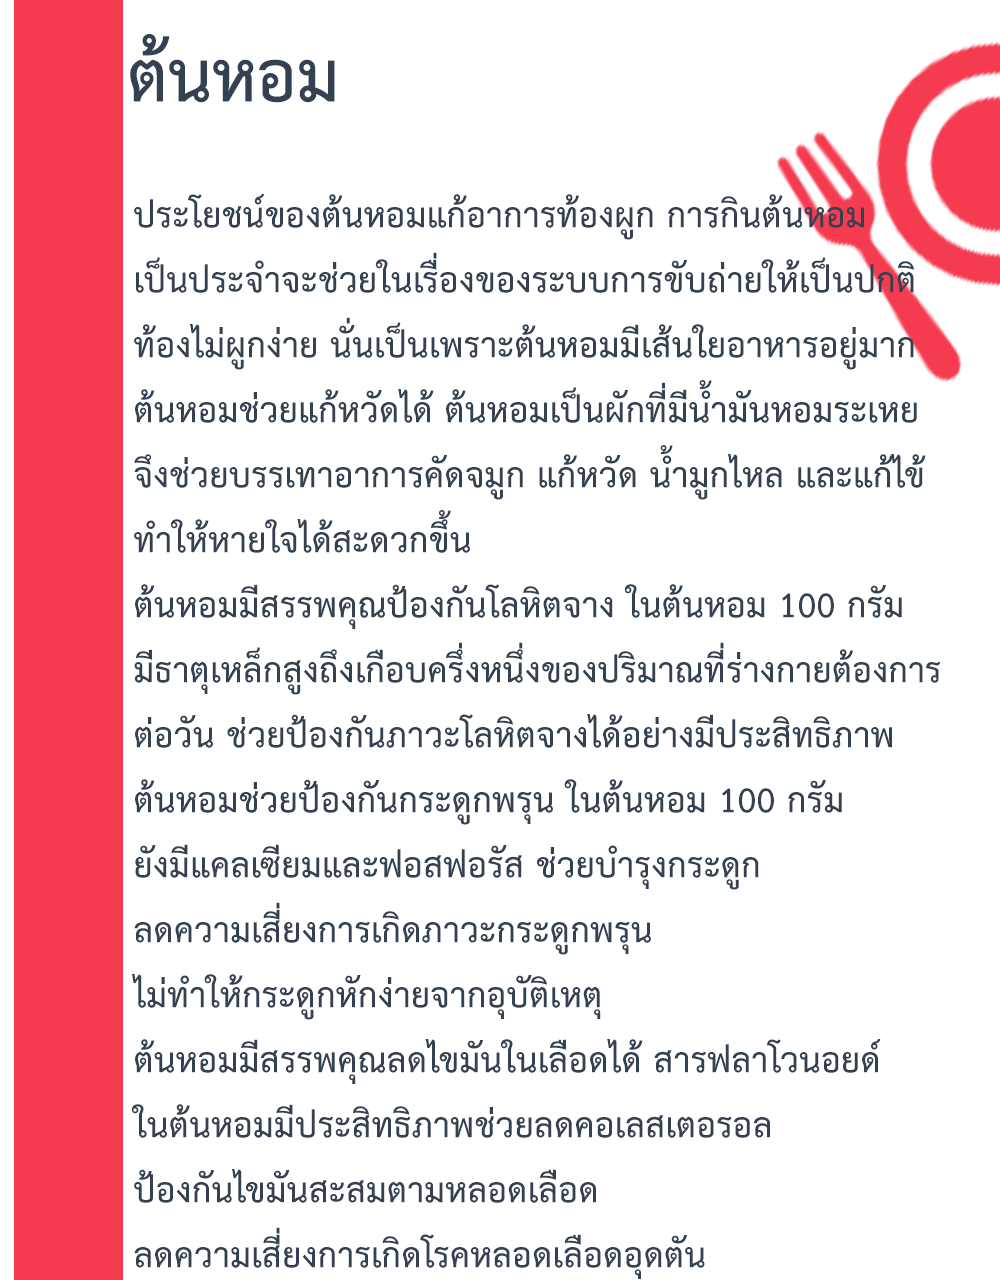 ต้นหอม
ประโยชน์ของต้นหอมแก้อาการท้องผูก การกินต้นหอม
เป็นประจำจะช่วยในเรื่องของระบบการขับถ่ายให้เป็นปกติ
ท้องไม่ผูกง่าย นั่นเป็นเพราะต้นหอมมีเส้นใยอาหารอยู่มาก
ต้นหอมช่วยแก้หวัดได้ ต้นหอมเป็นผักที่มีน้ำมันหอมระเหย
จึงช่วยบรรเทาอาการคัดจมูก แก้หวัด น้ำมูกไหล และแก้ไข้
ทำให้หายใจได้สะดวกขึ้น
ต้นหอมมีสรรพคุณป้องกันโลหิตจาง ในต้นหอม 100 กรัม
มีธาตุเหล็กสูงถึงเกือบครึ่งหนึ่งของปริมาณที่ร่างกายต้องการ
ต่อวัน ช่วยป้องกันภาวะโลหิตจางได้อย่างมีประสิทธิภาพ
ต้นหอมช่วยป้องกันกระดูกพรุน ในต้นหอม 100 กรัม
ยังมีแคลเซียมและฟอสฟอรัส ช่วยบำรุงกระดูก
ลดความเสี่ยงการเกิดภาวะกระดูกพรุน
ไม่ทำให้กระดูกหักง่ายจากอุบัติเหตุ
ต้นหอมมีสรรพคุณลดไขมันในเลือดได้ สารฟลาโวนอยด์
ในต้นหอมมีประสิทธิภาพช่วยลดคอเลสเตอรอล
ป้องกันไขมันสะสมตามหลอดเลือด
ลดความเสี่ยงการเกิดโรคหลอดเลือดอุดตัน